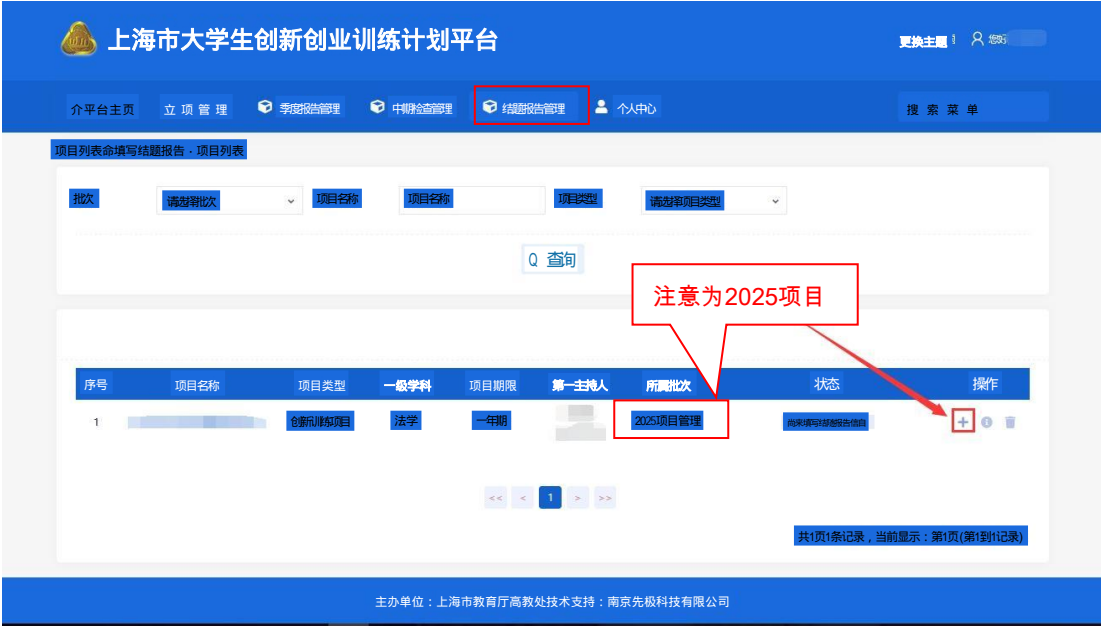 上海市大学生创新创业训练计划平台
更换主题
介平台主页 立项管理 季度报告管理 中期检查管理 结题报告管理 个人中心 搜索菜单
项目列表命填写结题报告 - 项目列表
批次 请选择批次 项目名称 项目名称 项目类型 请选择项目类型
Q 查询
注意为2025项目
序号 项目名称 项目类型 一级学科 项目期限 第一主持人 所属批次 状态 操作
1 创新训练项目 法学 一年期 2025项目管理 尚未填写结题报告信息
<< < 1 > >>
共1页1条记录，当前显示：第1页(第1到1记录)
主办单位：上海市教育厅高教处技术支持：南京先极科技有限公司